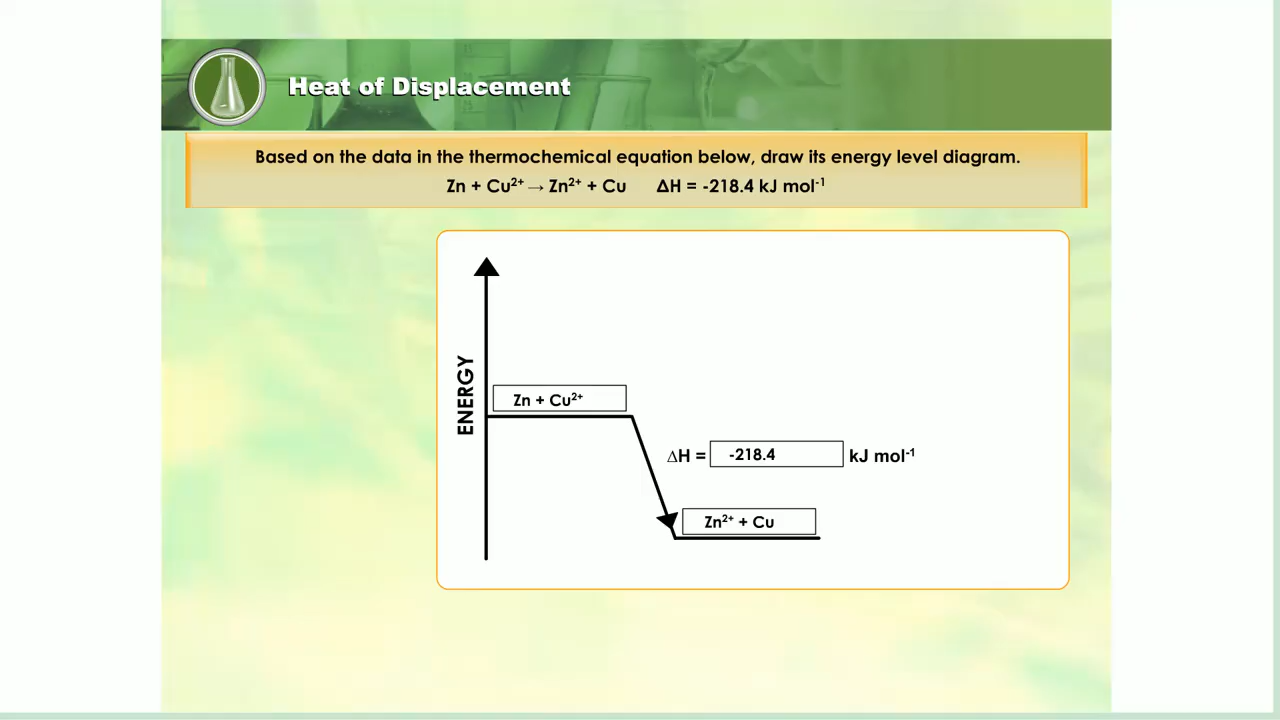 Heat of Displacement
Based on the data in the thermochemical equation below, draw its energy level diagram.
Zn + Cu²⁺ → Zn²⁺ + Cu ΔH = -218.4 kJ mol⁻¹
ENERGY
Zn + Cu²⁺
ΔH = -218.4 kJ mol⁻¹
Zn²⁺ + Cu